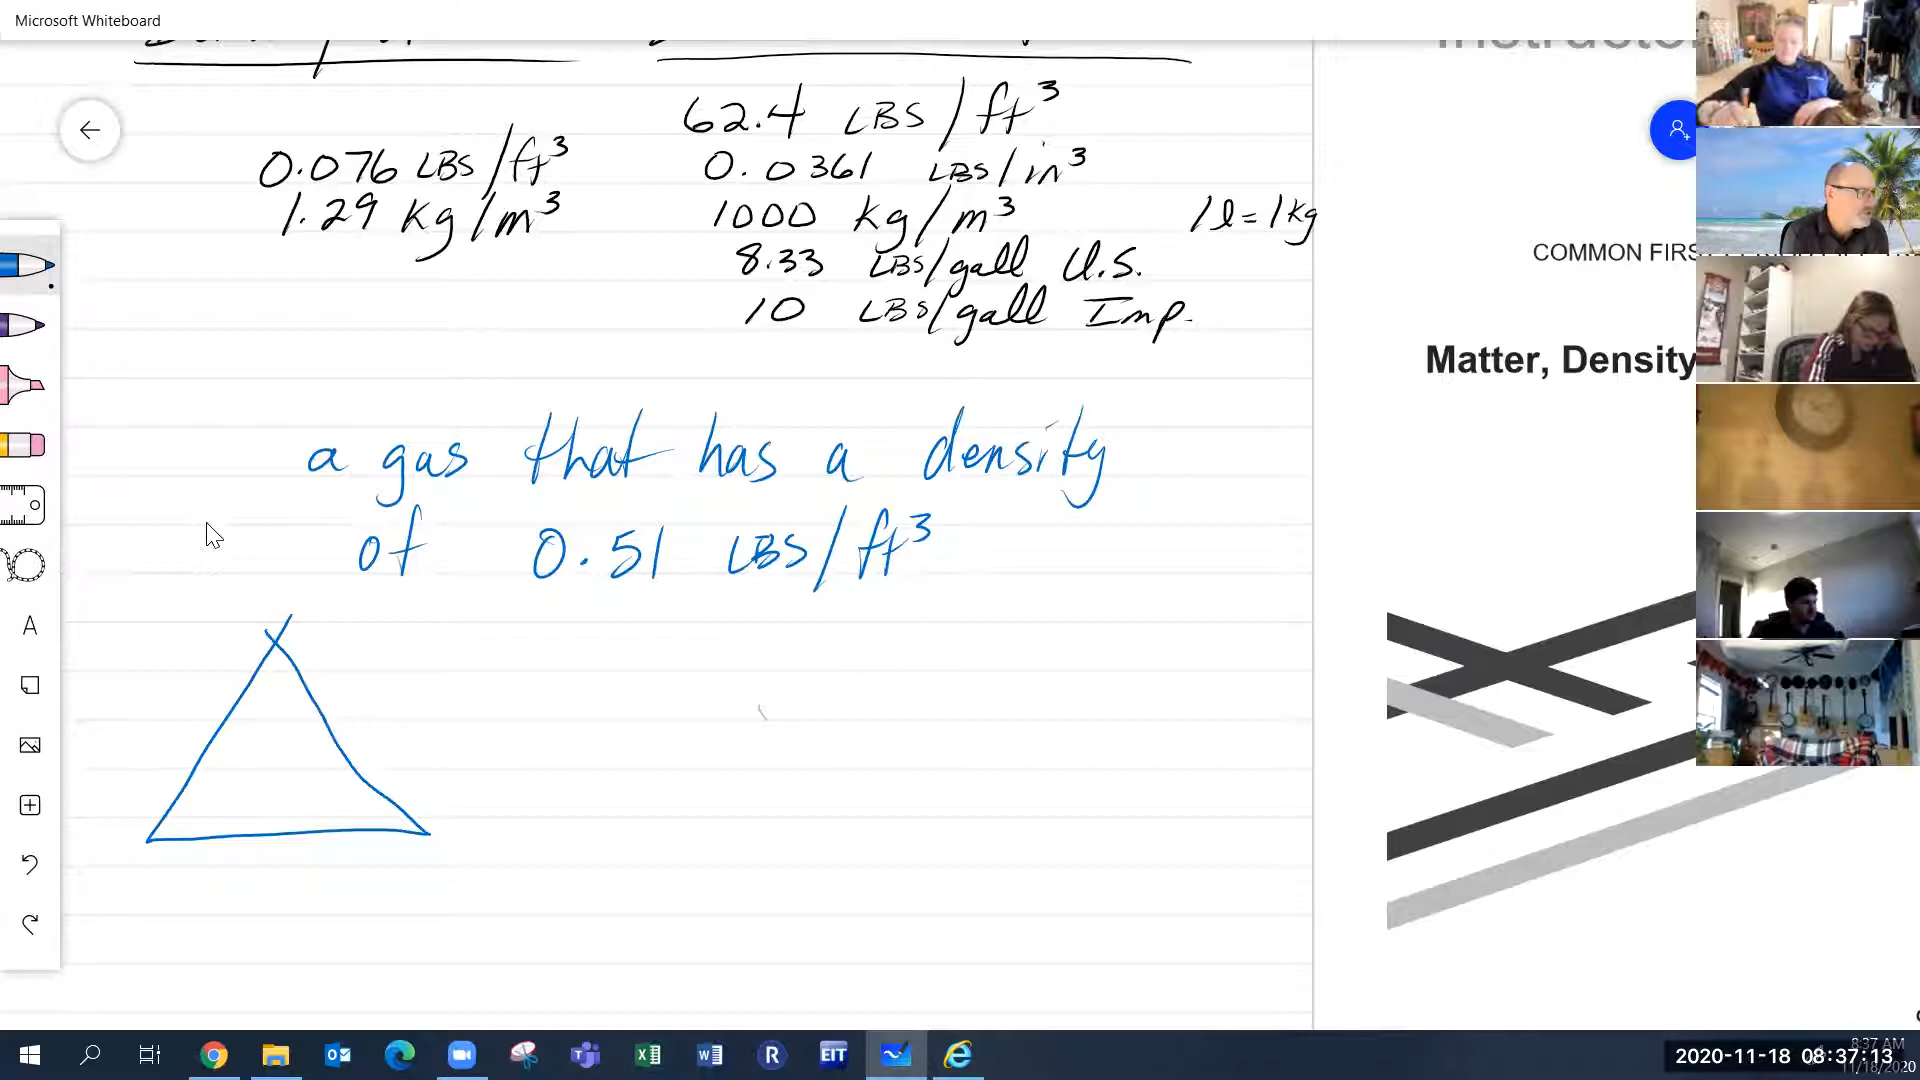 Microsoft Whiteboard
62.4 LBS/ft³
0.076 LBS/ft³
0.0361 LBS/in³
1.29 Kg/m³
1000 kg/m³
1l = 1kg
8.33 LBS/gall U.S.
10 LBS/gall Imp.
a gas that has a density
of 0.51 LBS/ft³
A
Instructor
COMMON FIRS
Matter, Density
EIT
R
8:37 AM
2020-11-18 08:37:13
11/18/2020